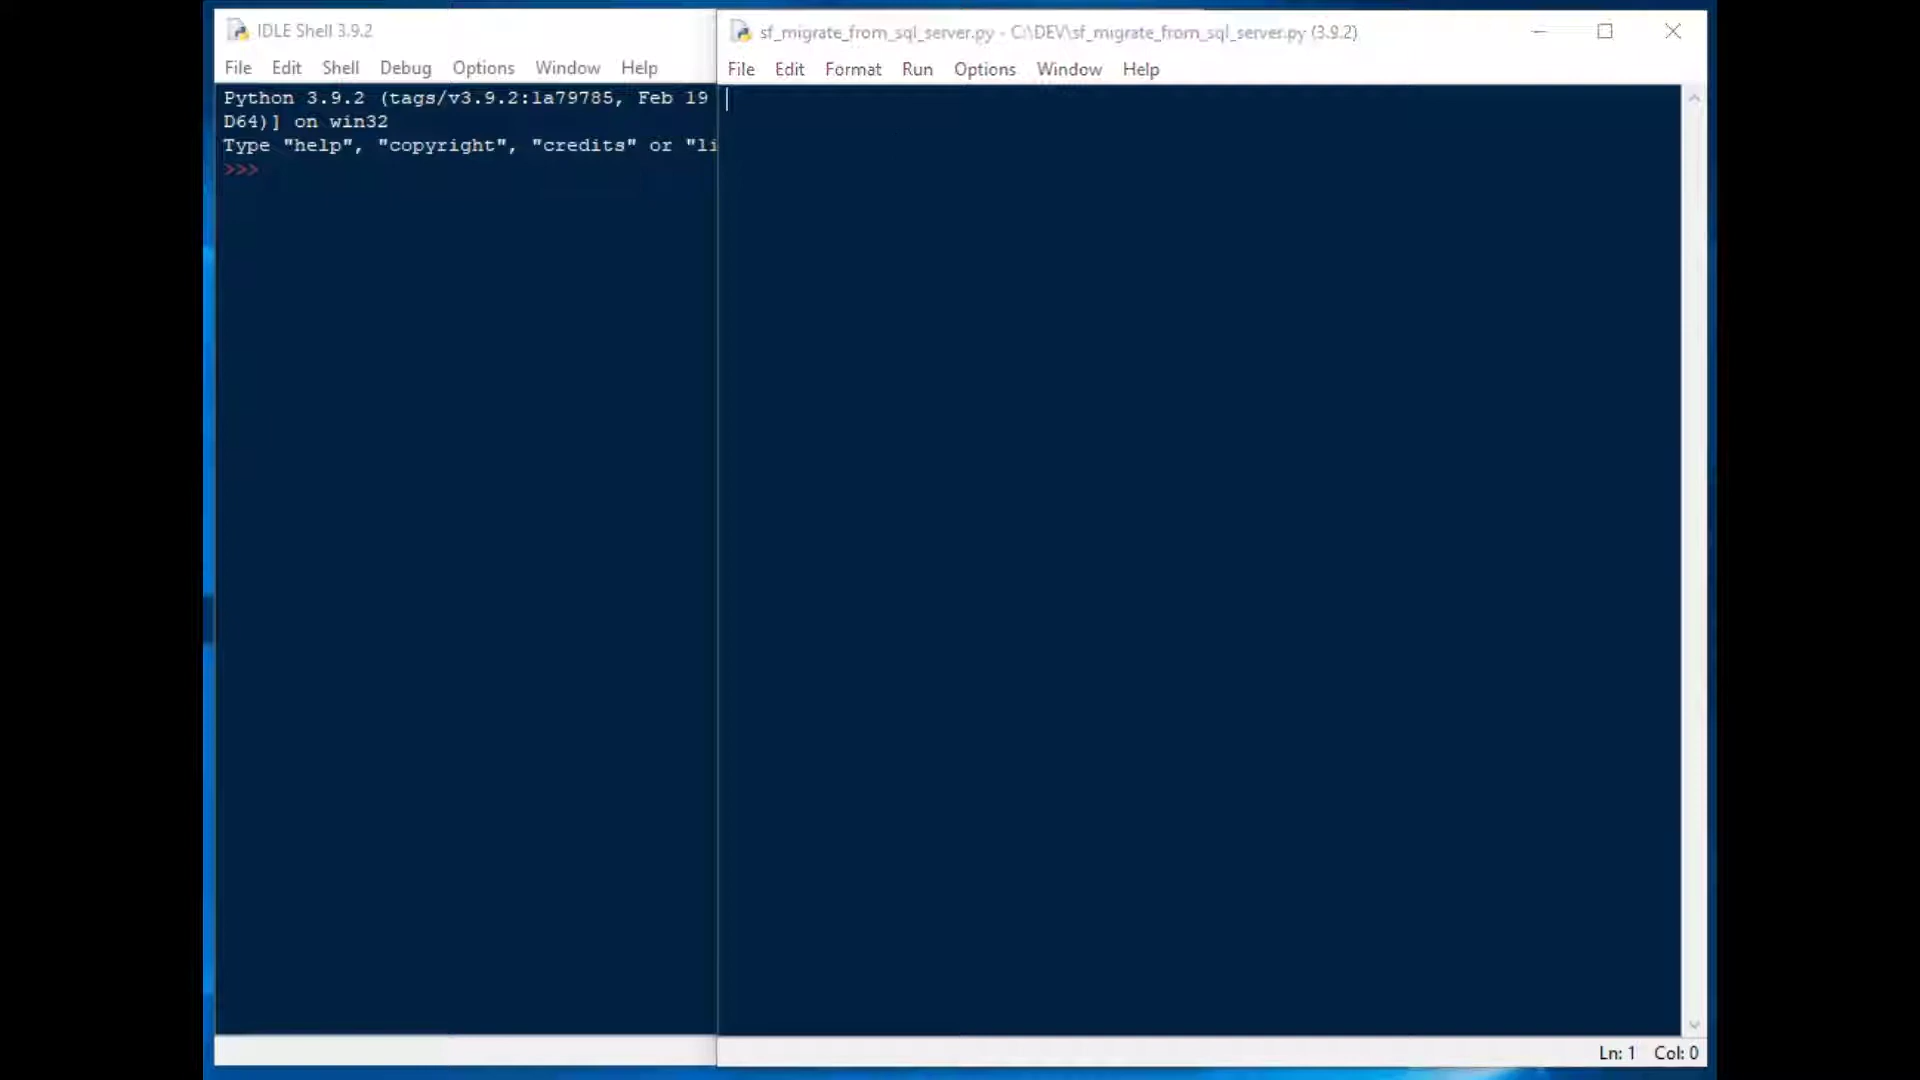 IDLE Shell 3.9.2
File Edit Shell Debug Options Window Help
Python 3.9.2 (tags/v3.9.2:1a79785, Feb 19
D64)] on win32
Type "help", "copyright", "credits" or "li
>>>
sf_migrate_from_sql_server.py - C:\DEV\sf_migrate_from_sql_server.py (3.9.2)
File Edit Format Run Options Window Help
Ln: 1 Col: 0